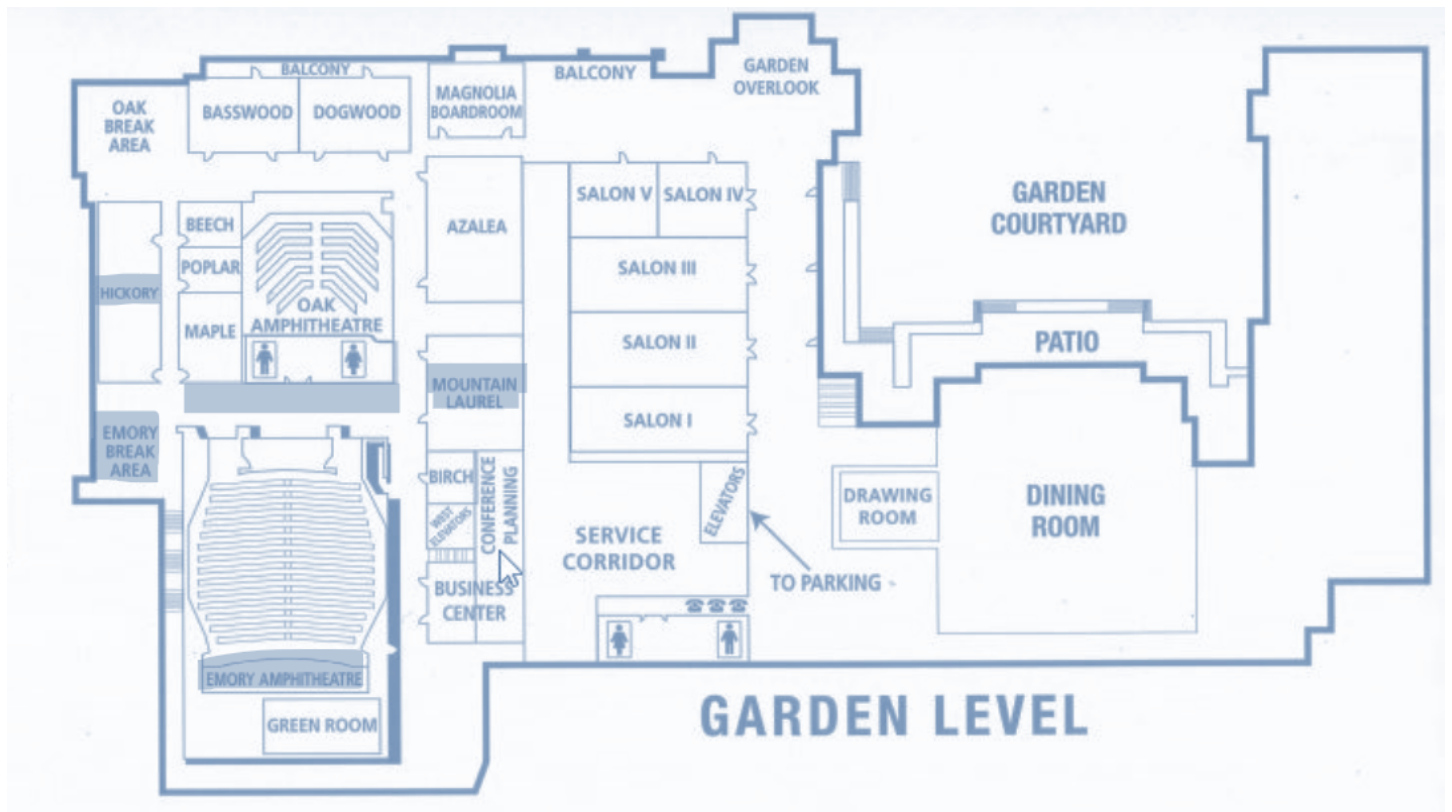 BALCONY
BALCONY
GARDEN
OVERLOOK
OAK
BREAK
AREA
BASSWOOD
DOGWOOD
MAGNOLIA
BOARDROOM
SALON V
SALON IV
GARDEN
COURTYARD
BEECH
AZALEA
POPLAR
SALON III
HICKORY
OAK
AMPHITHEATRE
MAPLE
SALON II
PATIO
MOUNTAIN
LAUREL
SALON I
EMORY
BREAK
AREA
BIRCH
CONFERENCE
PLANNING
WEST
ELEVATORS
ELEVATORS
DRAWING
ROOM
DINING
ROOM
SERVICE
CORRIDOR
TO PARKING
BUSINESS
CENTER
EMORY AMPHITHEATRE
GREEN ROOM
GARDEN LEVEL